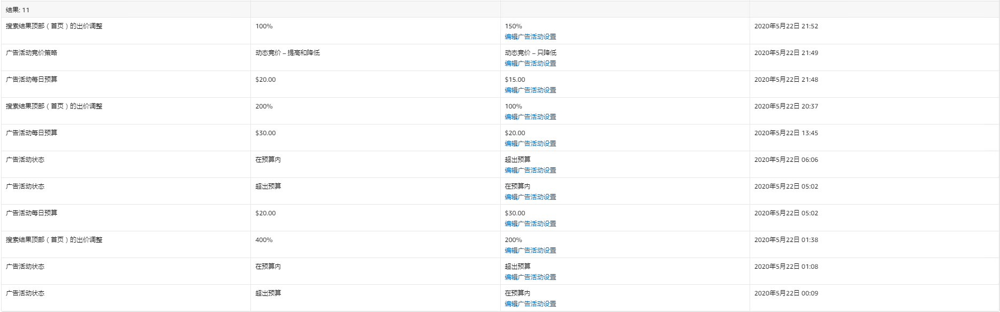 结果: 11
搜索结果顶部（首页）的出价调整 100% 150% 2020年5月22日 21:52
编辑广告活动设置
广告活动竞价策略 动态竞价 – 提高和降低 动态竞价 – 只降低 2020年5月22日 21:49
编辑广告活动设置
广告活动每日预算 $20.00 $15.00 2020年5月22日 21:48
编辑广告活动设置
搜索结果顶部（首页）的出价调整 200% 100% 2020年5月22日 20:37
编辑广告活动设置
广告活动每日预算 $30.00 $20.00 2020年5月22日 13:45
编辑广告活动设置
广告活动状态 在预算内 超出预算 2020年5月22日 06:06
编辑广告活动设置
广告活动状态 超出预算 在预算内 2020年5月22日 05:02
编辑广告活动设置
广告活动每日预算 $20.00 $30.00 2020年5月22日 05:02
编辑广告活动设置
搜索结果顶部（首页）的出价调整 400% 200% 2020年5月22日 01:38
编辑广告活动设置
广告活动状态 在预算内 超出预算 2020年5月22日 01:08
编辑广告活动设置
广告活动状态 超出预算 在预算内 2020年5月22日 00:09
编辑广告活动设置